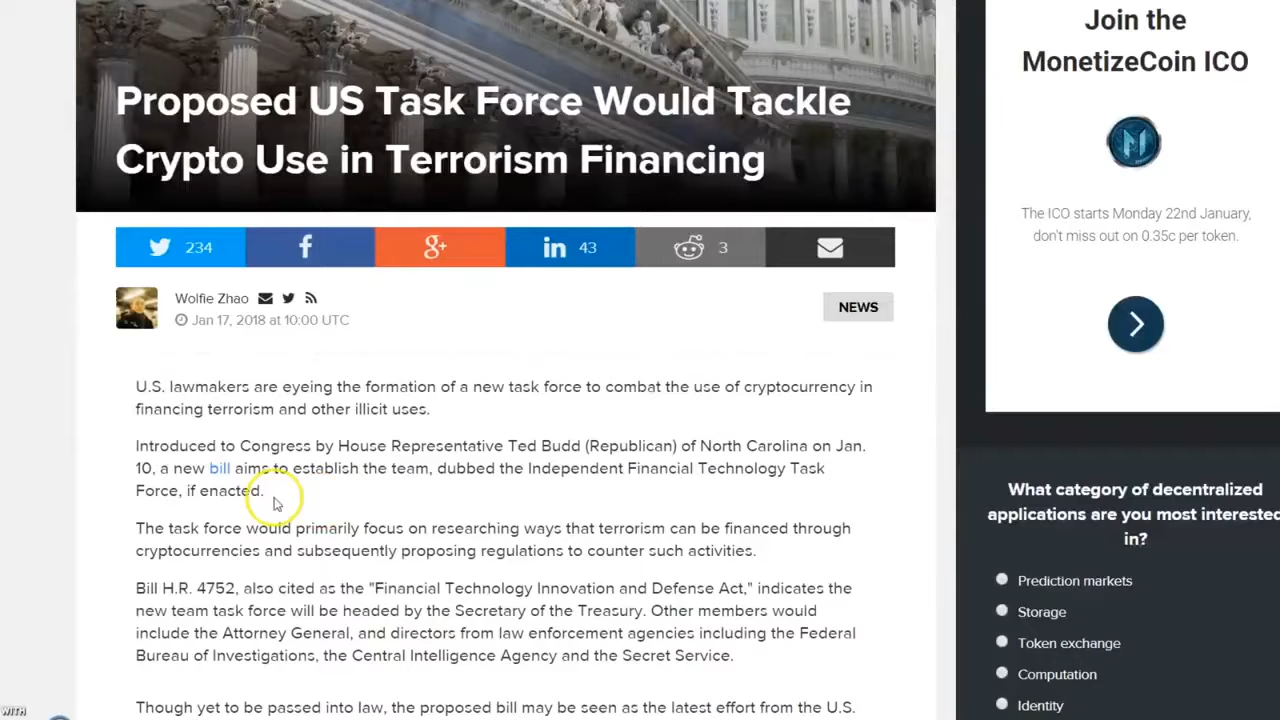 Proposed US Task Force Would Tackle
Crypto Use in Terrorism Financing
234
43
3
Wolfie Zhao
Jan 17, 2018 at 10:00 UTC
NEWS
U.S. lawmakers are eyeing the formation of a new task force to combat the use of cryptocurrency in
financing terrorism and other illicit uses.
Introduced to Congress by House Representative Ted Budd (Republican) of North Carolina on Jan.
10, a new bill aims to establish the team, dubbed the Independent Financial Technology Task
Force, if enacted.
The task force would primarily focus on researching ways that terrorism can be financed through
cryptocurrencies and subsequently proposing regulations to counter such activities.
Bill H.R. 4752, also cited as the "Financial Technology Innovation and Defense Act," indicates the
new team task force will be headed by the Secretary of the Treasury. Other members would
include the Attorney General, and directors from law enforcement agencies including the Federal
Bureau of Investigations, the Central Intelligence Agency and the Secret Service.
Though yet to be passed into law, the proposed bill may be seen as the latest effort from the U.S.
Join the
MonetizeCoin ICO
The ICO starts Monday 22nd January,
don't miss out on 0.35c per token.
What category of decentralized
applications are you most interested
in?
Prediction markets
Storage
Token exchange
Computation
Identity
WITH